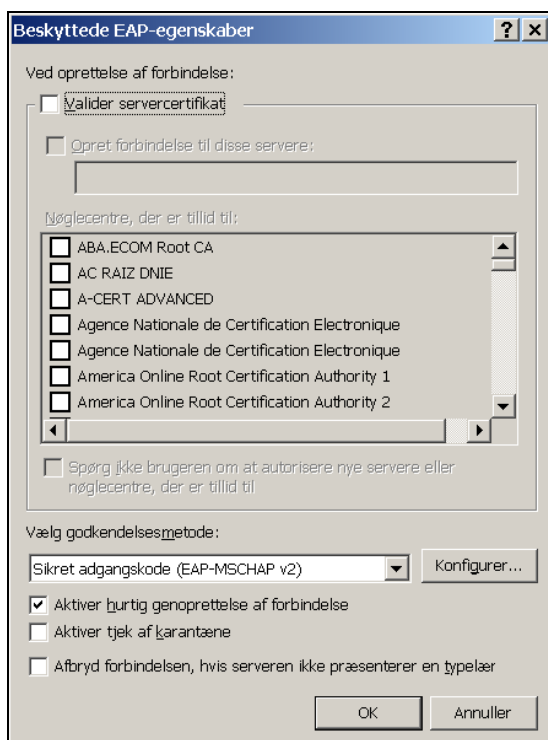 Beskyttede EAP-egenskaber
Ved oprettelse af forbindelse:
Valider servercertifikat
Opret forbindelse til disse servere:
Nøglecentre, der er tillid til:
ABA.ECOM Root CA
AC RAIZ DNIE
A-CERT ADVANCED
Agence Nationale de Certification Electronique
Agence Nationale de Certification Electronique
America Online Root Certification Authority 1
America Online Root Certification Authority 2
Spørg ikke brugeren om at autorisere nye servere eller
nøglecentre, der er tillid til
Vælg godkendelsesmetode:
Sikret adgangskode (EAP-MSCHAP v2)
Konfigurer...
Aktiver hurtig genoprettelse af forbindelse
Aktiver tjek af karantæne
Afbryd forbindelsen, hvis serveren ikke præsenterer en typelær
OK
Annuller